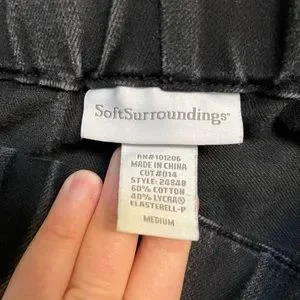 SoftSurroundings®
RN#101206
MADE IN CHINA
CUT#014
STYLE: 24848
60% COTTON
40% LYCRA®
ELASTERELL-P
MEDIUM